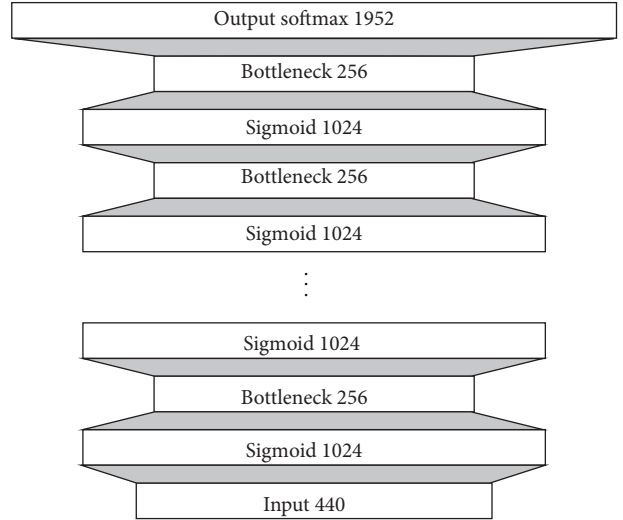 Output softmax 1952
Bottleneck 256
Sigmoid 1024
Bottleneck 256
Sigmoid 1024
⋮
Sigmoid 1024
Bottleneck 256
Sigmoid 1024
Input 440